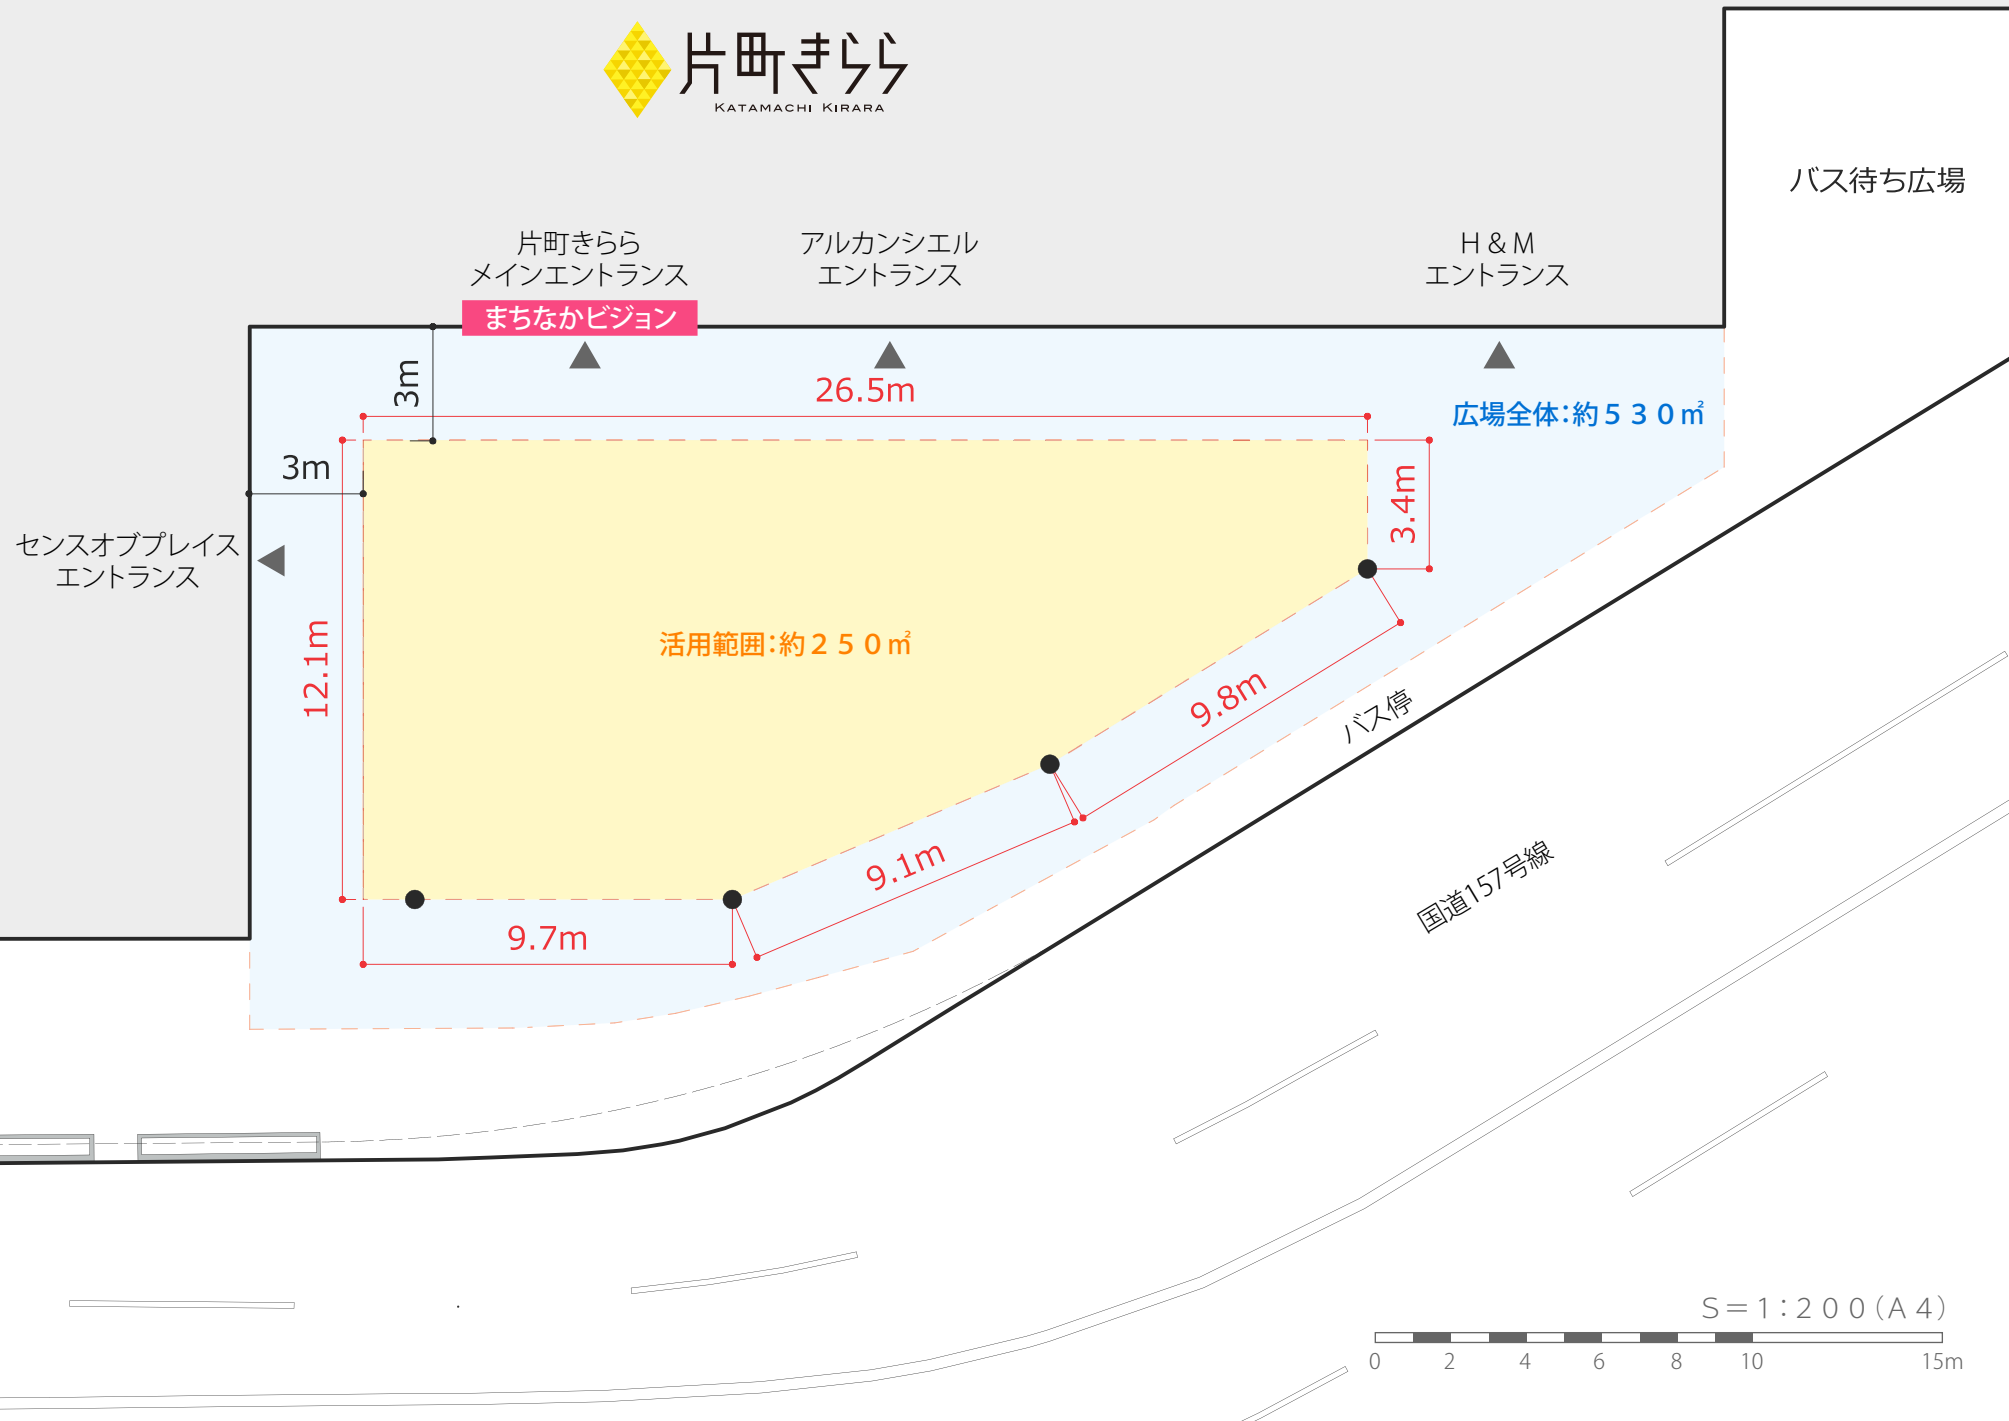 片町きらら
KATAMACHI KIRARA
バス待ち広場
片町きらら
メインエントランス
アルカンシエル
エントランス
H&M
エントランス
まちなかビジョン
3m
26.5m
広場全体:約530㎡
3m
3.4m
センスオブプレイス
エントランス
12.1m
活用範囲:約250㎡
9.8m
バス停
9.1m
9.7m
国道157号線
S=1:200(A4)
0 2 4 6 8 10 15m